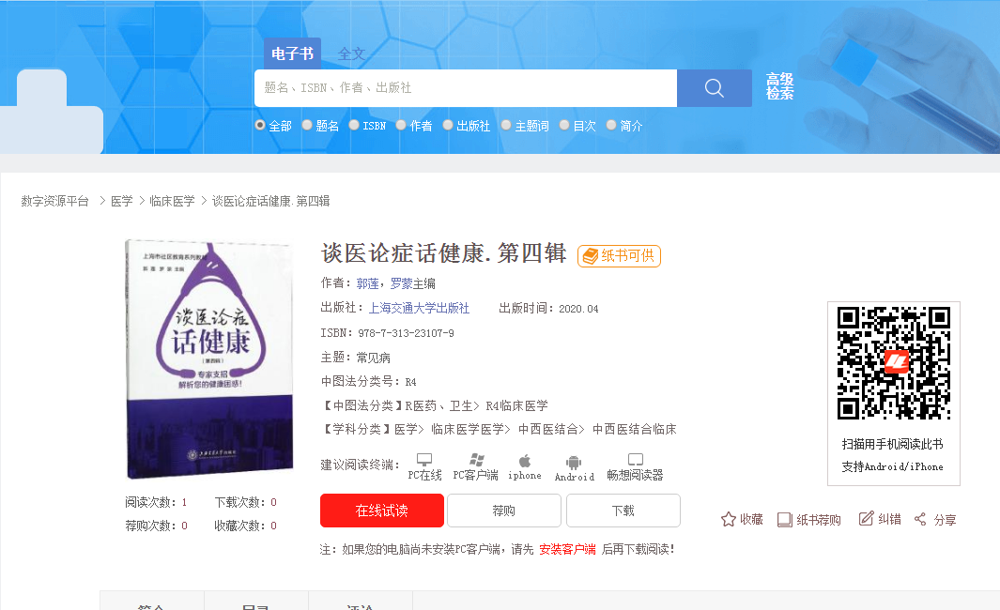 电子书 全文
题名、ISBN、作者、出版社
高级
检索
全部 题名 ISBN 作者 出版社 主题词 目次 简介
数字资源平台 > 医学 > 临床医学 > 谈医论症话健康.第四辑
上海市社区教育系列教材
郭莲 罗蒙 主编
谈医论症
话健康
(第四辑)
专家支招
解析您的健康困惑!
上海交通大学出版社
谈医论症话健康.第四辑 纸书可供
作者：郭莲，罗蒙主编
出版社：上海交通大学出版社 出版时间：2020.04
ISBN：978-7-313-23107-9
主题：常见病
中图法分类号：R4
【中图法分类】R医药、卫生> R4临床医学
【学科分类】医学> 临床医学医学> 中西医结合> 中西医结合临床
建议阅读终端：
PC在线 PC客户端 iphone Android 畅想阅读器
阅读次数：1 下载次数：0
荐购次数：0 收藏次数：0
在线试读 荐购 下载
注：如果您的电脑尚未安装PC客户端，请先 安装客户端 后再下载阅读！
扫描用手机阅读此书
支持Android/iPhone
收藏 纸书荐购 纠错 分享
简介 目录 评论